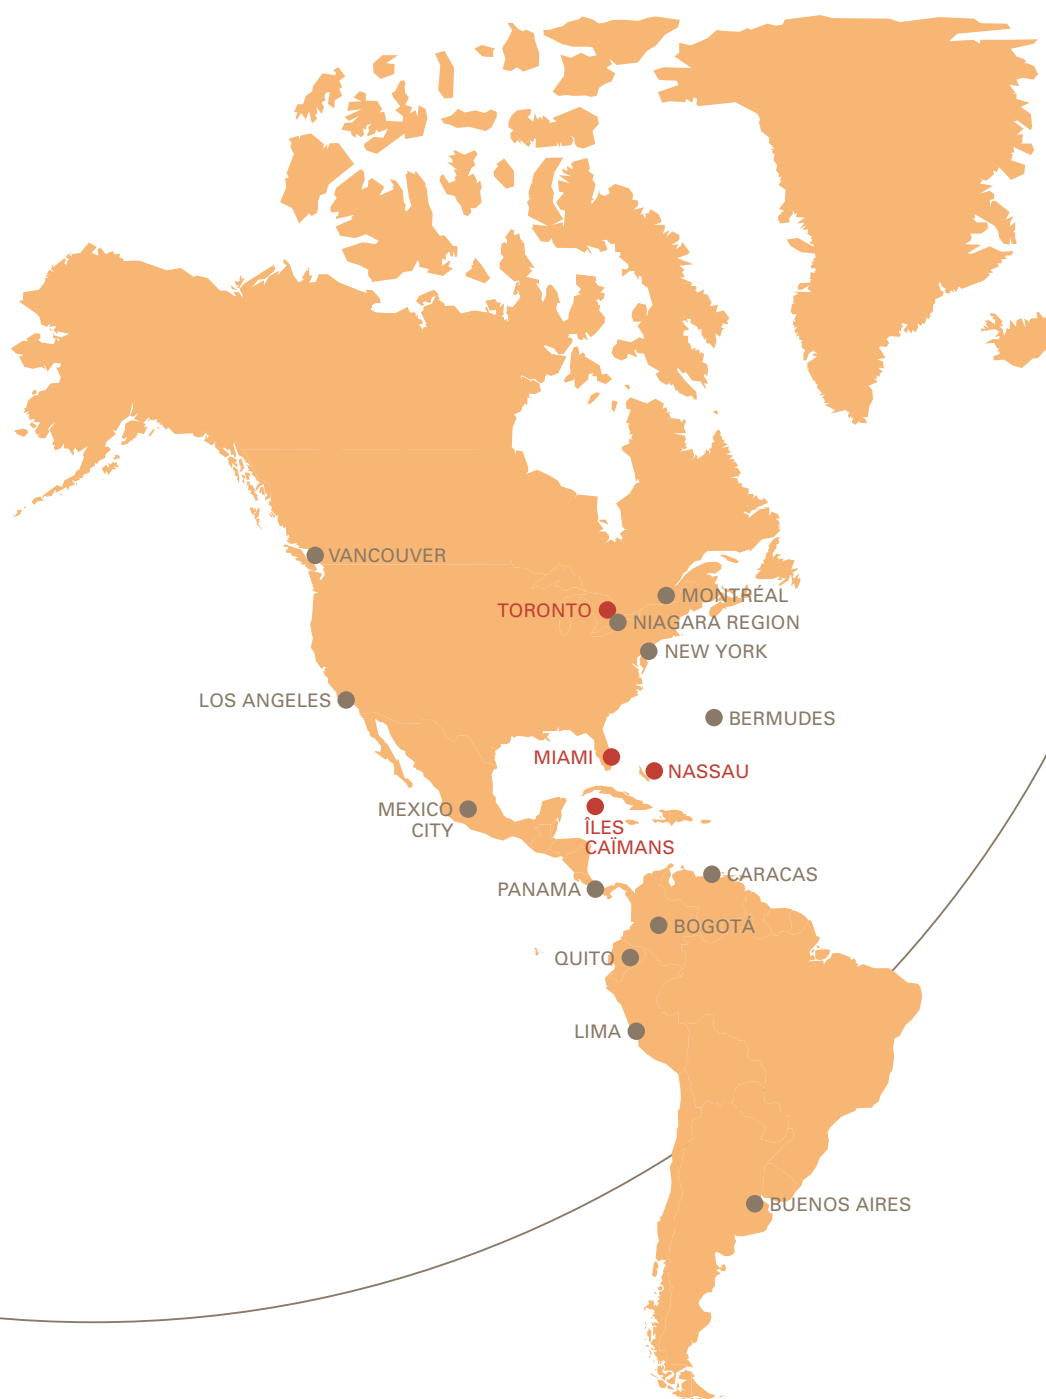 VANCOUVER
MONTRÉAL
TORONTO
NIAGARA REGION
NEW YORK
LOS ANGELES
BERMUDES
MIAMI
NASSAU
MEXICO
CITY
ÎLES
CAÏMANS
CARACAS
PANAMA
BOGOTÁ
QUITO
LIMA
BUENOS AIRES